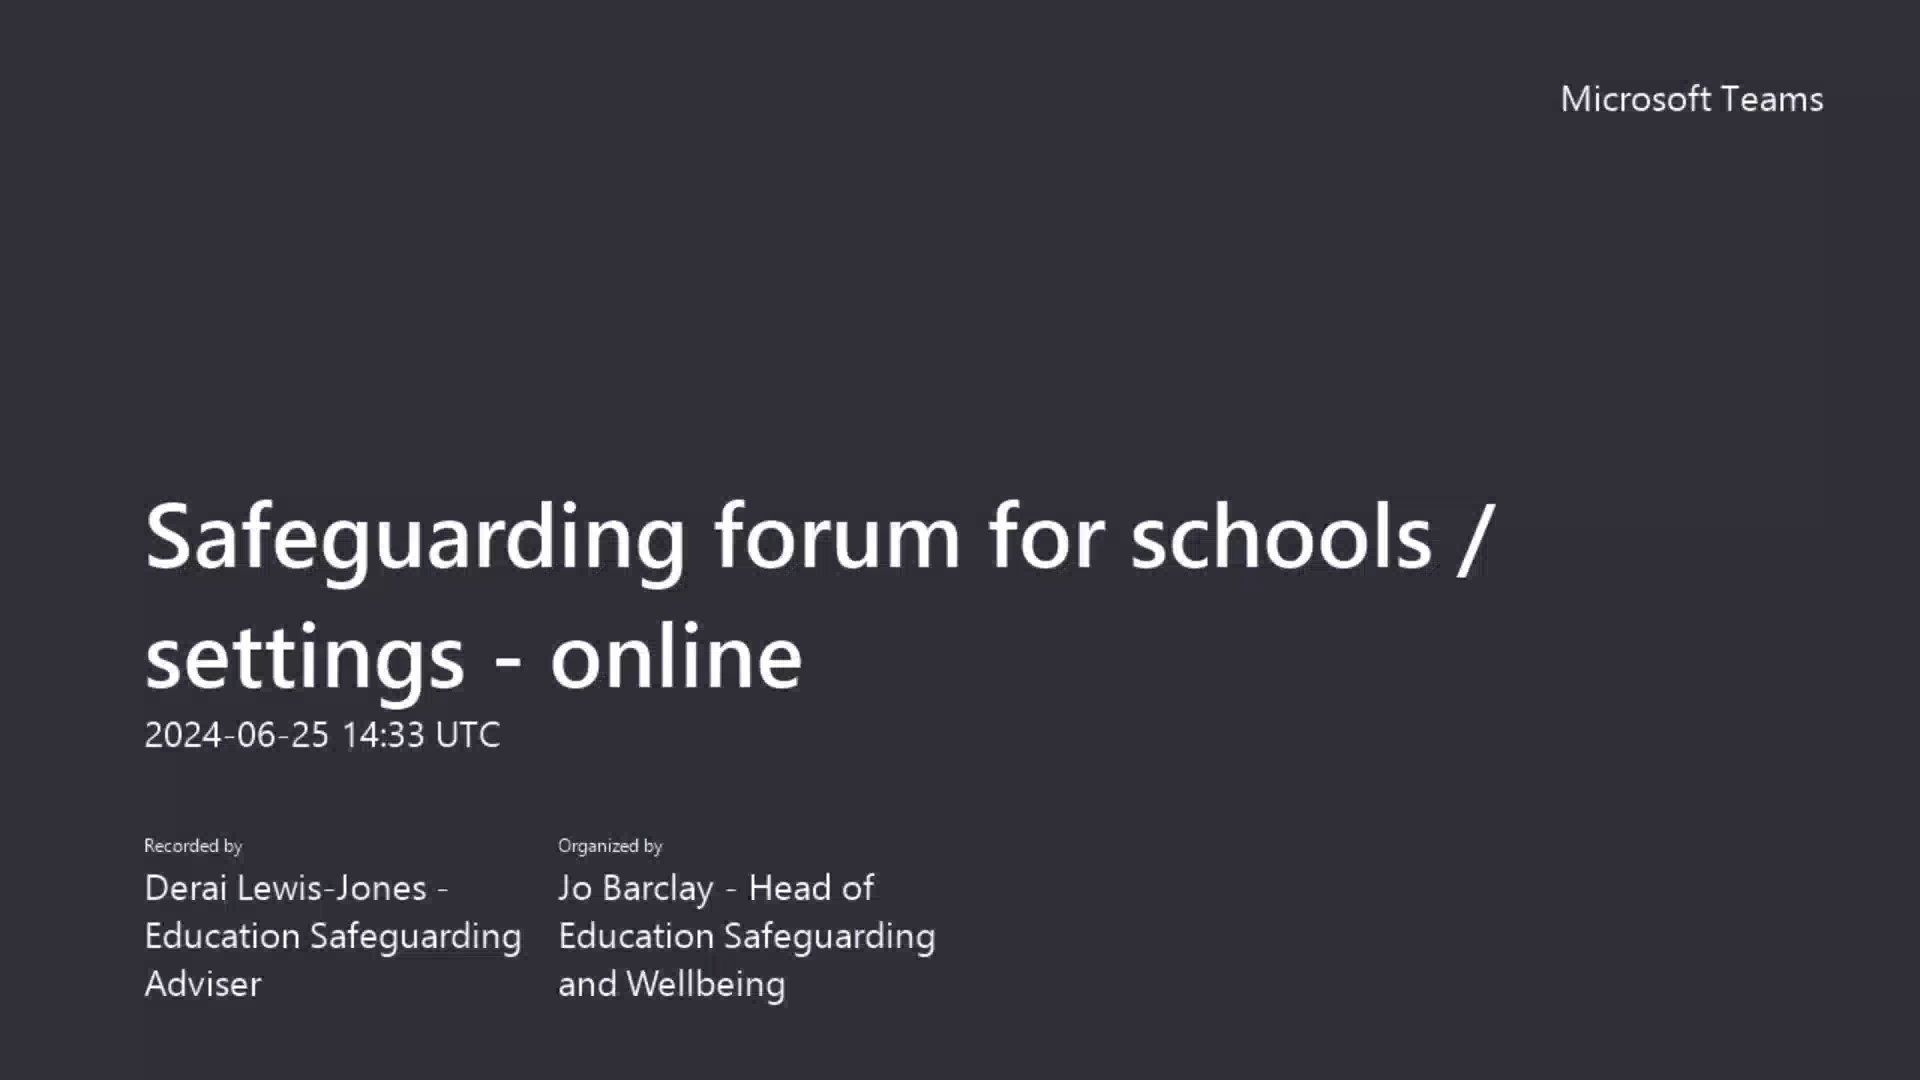 Microsoft Teams
Safeguarding forum for schools /
settings - online
2024-06-25 14:33 UTC
Recorded by
Derai Lewis-Jones -
Education Safeguarding
Adviser
Organized by
Jo Barclay - Head of
Education Safeguarding
and Wellbeing